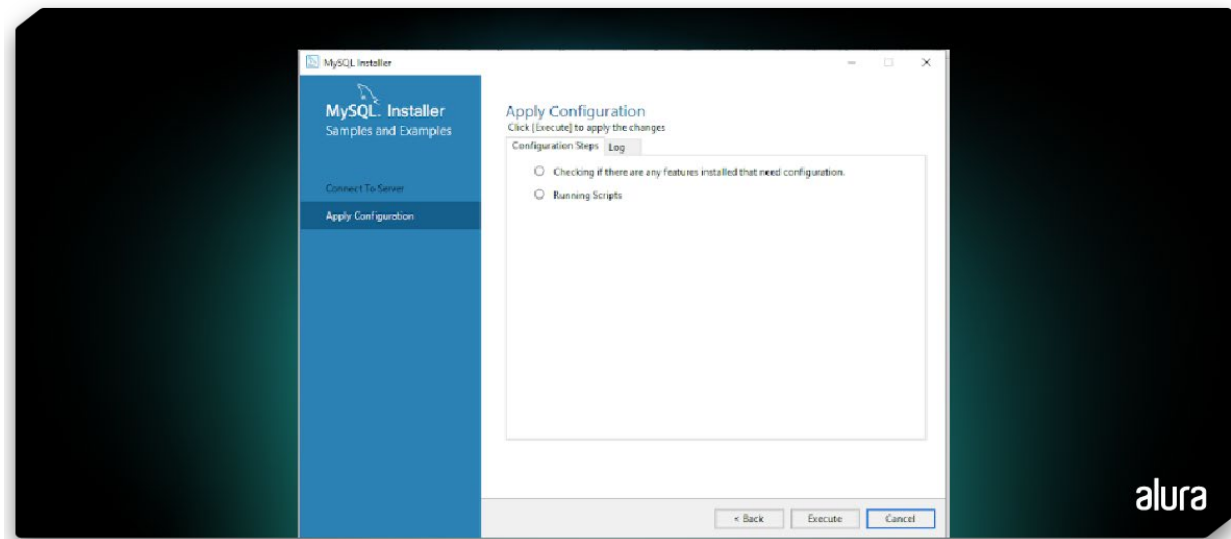 MySQL Installer
MySQL. Installer
Samples and Examples
Connect To Server
Apply Configuration
Apply Configuration
Click [Execute] to apply the changes
Configuration Steps Log
Checking if there are any features installed that need configuration.
Running Scripts
< Back Execute Cancel
alura